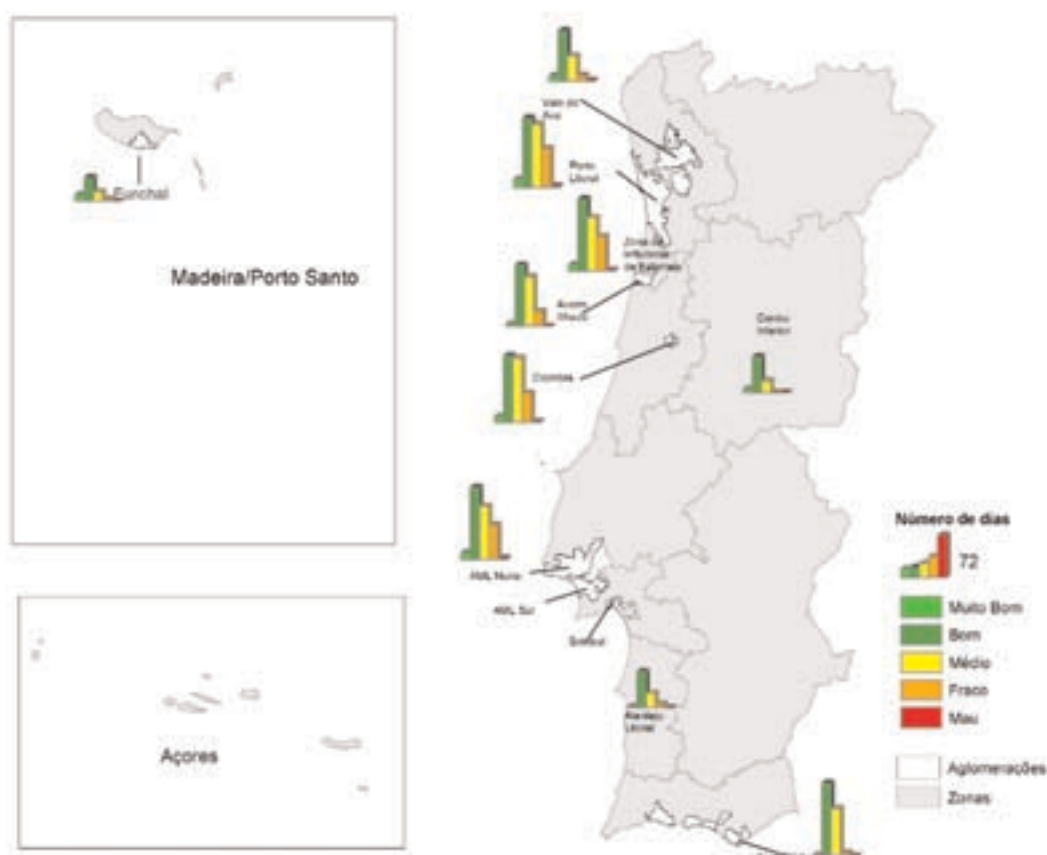 Funchal
Madeira/Porto Santo
Açores
Vale do
Ave
Porto
Litoral
Zona de
Influência
de Estarreja
Aveiro
Ílhavo
Coimbra
Centro
Interior
AML Norte
AML Sul
Setúbal
Alentejo
Litoral
Número de dias
72
Muito Bom
Bom
Médio
Fraco
Mau
Aglomerações
Zonas